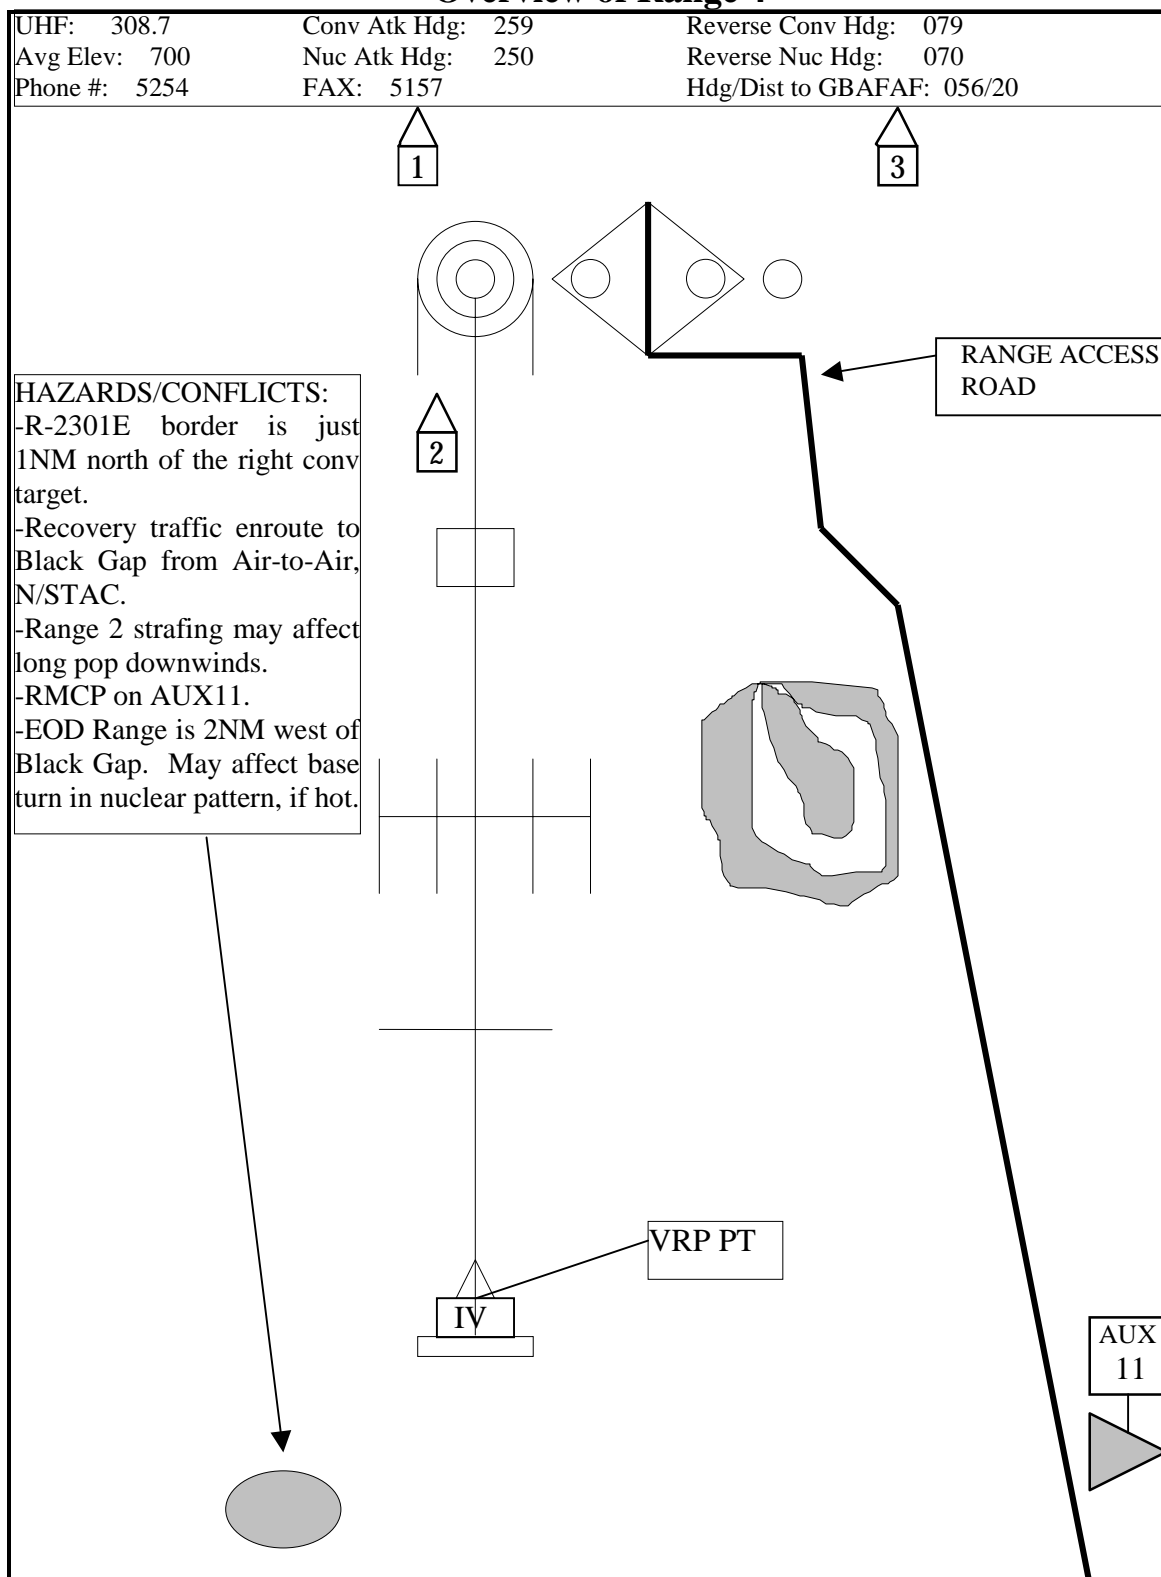 Overview of Range 4
UHF: 308.7 Conv Atk Hdg: 259 Reverse Conv Hdg: 079
Avg Elev: 700 Nuc Atk Hdg: 250 Reverse Nuc Hdg: 070
Phone #: 5254 FAX: 5157 Hdg/Dist to GBAFAF: 056/20
1
3
RANGE ACCESS
ROAD
HAZARDS/CONFLICTS:
-R-2301E border is just
1NM north of the right conv
target.
-Recovery traffic enroute to
Black Gap from Air-to-Air,
N/STAC.
-Range 2 strafing may affect
long pop downwinds.
-RMCP on AUX11.
-EOD Range is 2NM west of
Black Gap. May affect base
turn in nuclear pattern, if hot.
2
VRP PT
IV
AUX
11